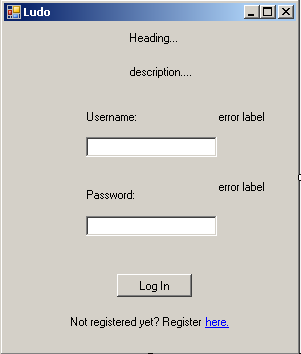 Ludo
Heading...
description....
Username: error label
error label
Password:
Log In
Not registered yet? Register here.